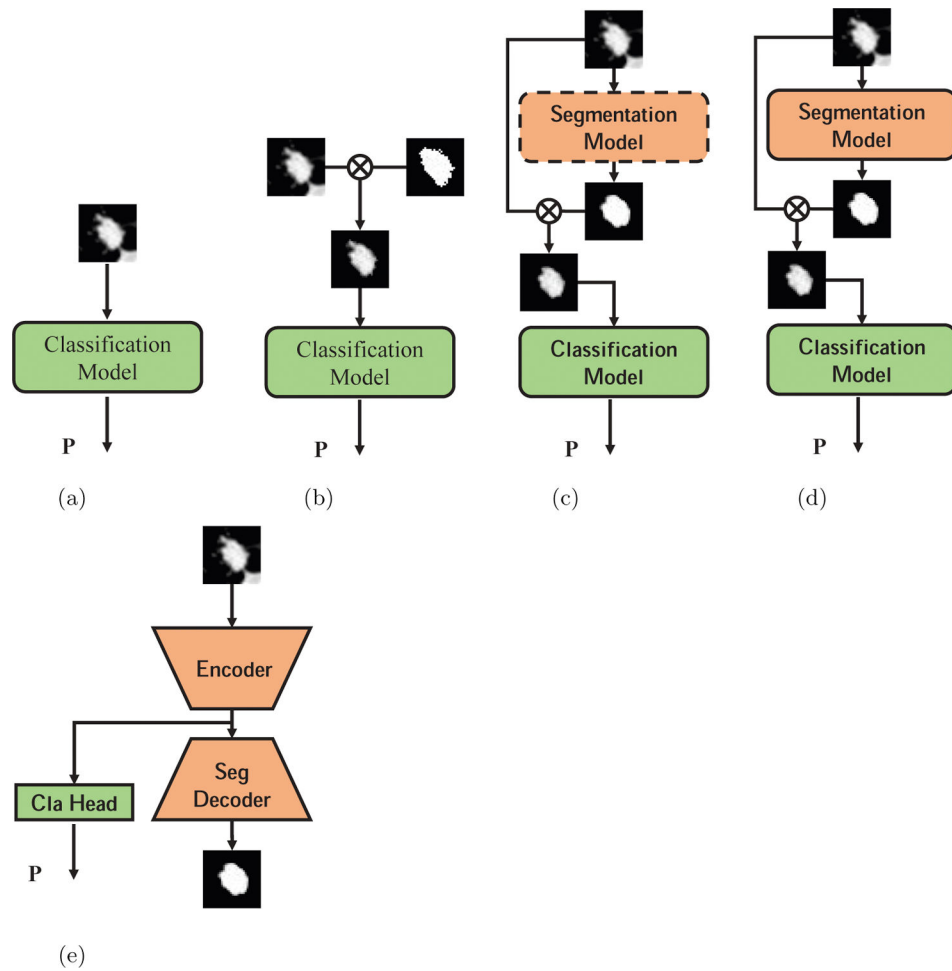 Segmentation
Model
Segmentation
Model
Classification
Model
Classification
Model
Classification
Model
Classification
Model
P
P
P
P
(a)
(b)
(c)
(d)
Encoder
Seg
Decoder
Cla Head
P
(e)